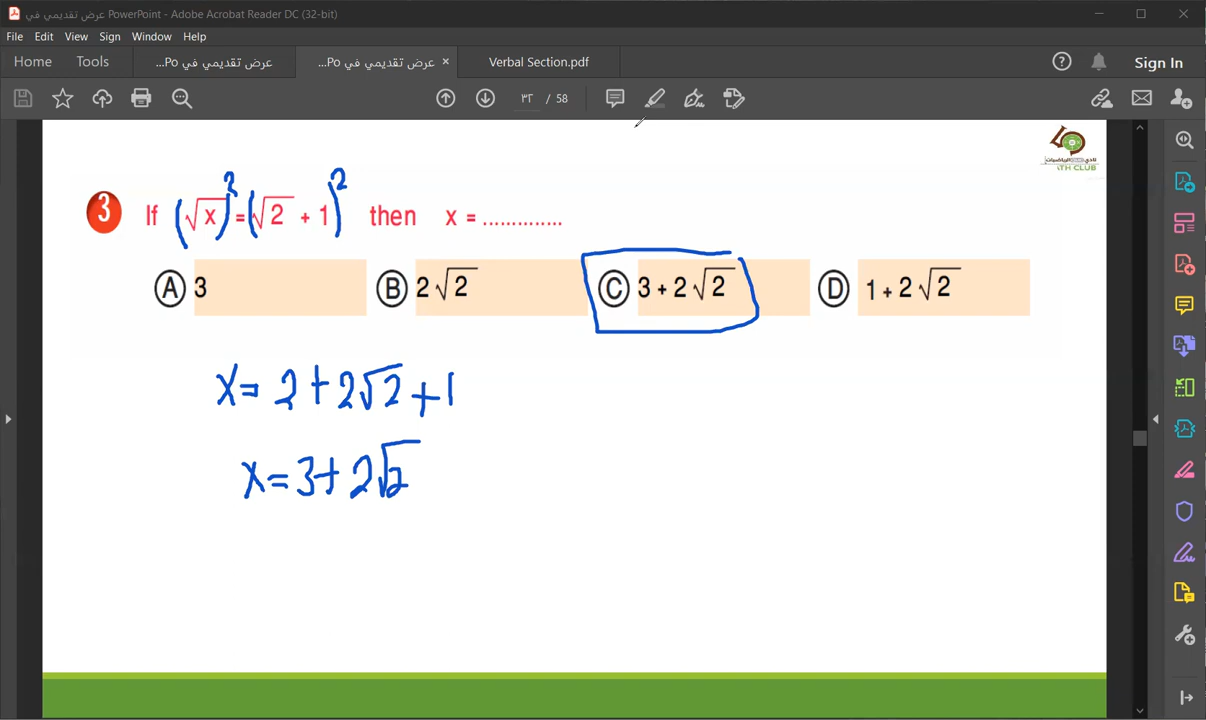 عرض تقديمي في PowerPoint - Adobe Acrobat Reader DC (32-bit)
File Edit View Sign Window Help
Home Tools عرض تقديمي في Po... عرض تقديمي في Po... × Verbal Section.pdf Sign In
٣٢ / 58
نادي الرياضيات
TH CLUB
3 If (√x)² = (√2 + 1)² then x = ..............
A 3 B 2√2 C 3 + 2√2 D 1 + 2√2
x = 2 + 2√2 + 1
x = 3 + 2√2